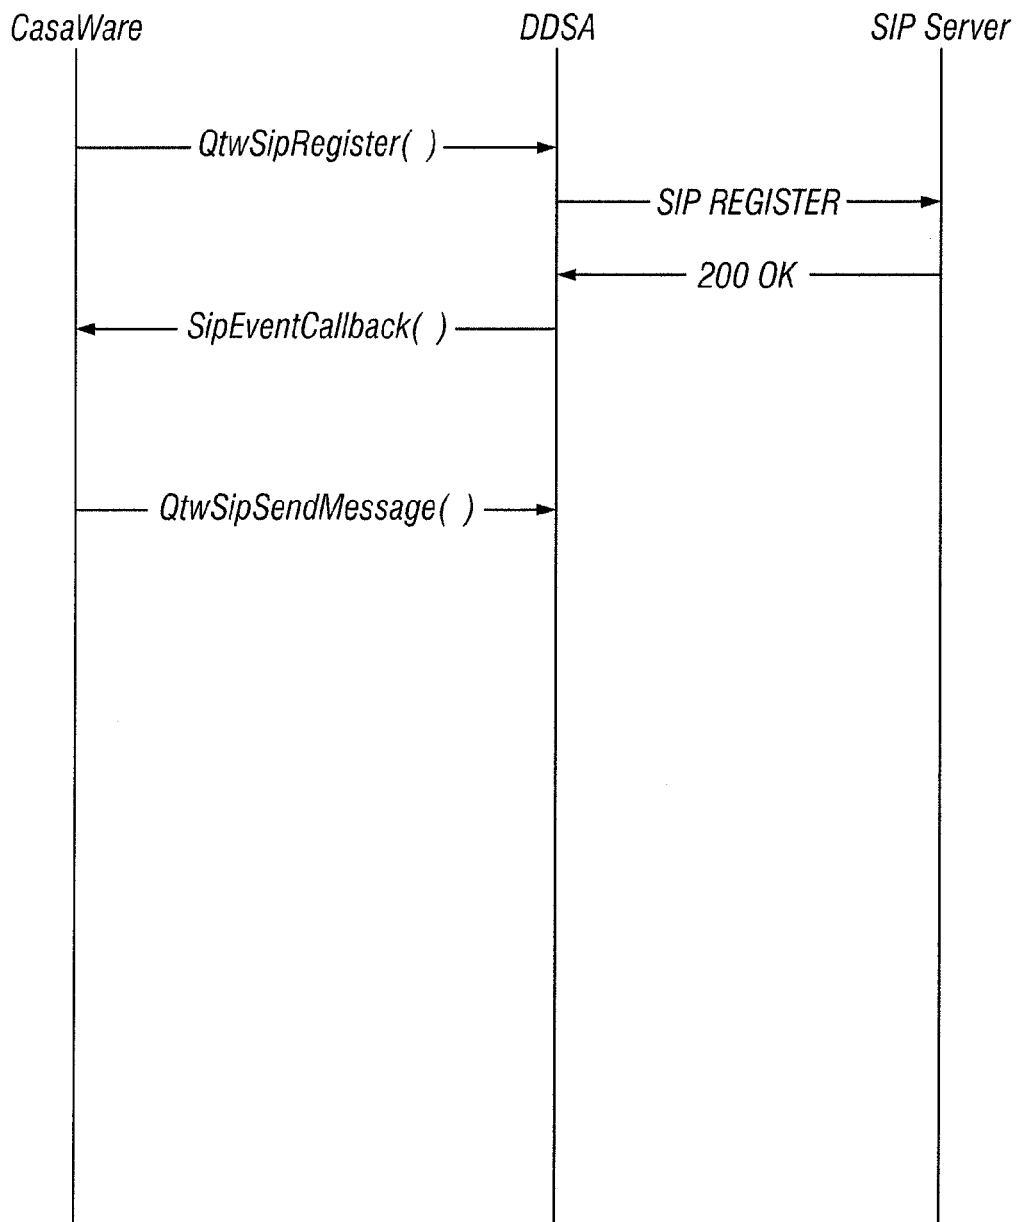 CasaWare DDSA SIP Server
QtwSipRegister( )
SIP REGISTER
200 OK
SipEventCallback( )
QtwSipSendMessage( )